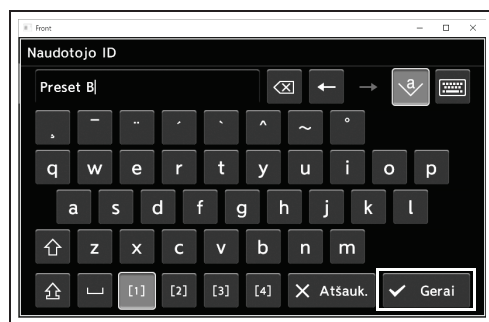 Front
Naudotojo ID
Preset B
a
¸ ¯ ¨ ´ ` ^ ~ °
q w e r t y u i o p
a s d f g h j k l
z x c v b n m
[1] [2] [3] [4] Atšauk. Gerai